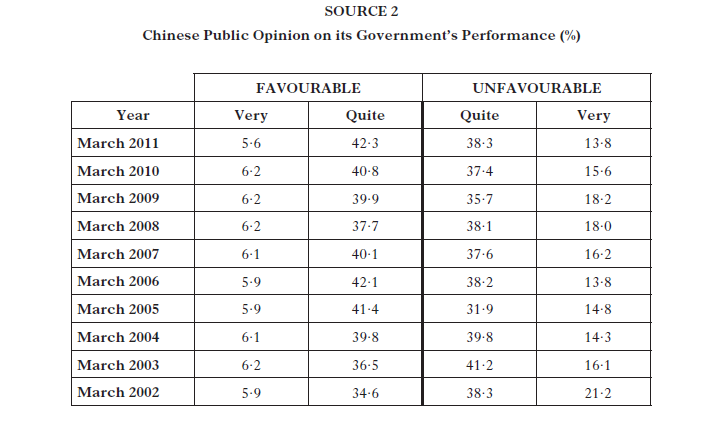 SOURCE 2
Chinese Public Opinion on its Government's Performance (%)
FAVOURABLE UNFAVOURABLE
Year Very Quite Quite Very
March 2011 5·6 42·3 38·3 13·8
March 2010 6·2 40·8 37·4 15·6
March 2009 6·2 39·9 35·7 18·2
March 2008 6·2 37·7 38·1 18·0
March 2007 6·1 40·1 37·6 16·2
March 2006 5·9 42·1 38·2 13·8
March 2005 5·9 41·4 31·9 14·8
March 2004 6·1 39·8 39·8 14·3
March 2003 6·2 36·5 41·2 16·1
March 2002 5·9 34·6 38·3 21·2